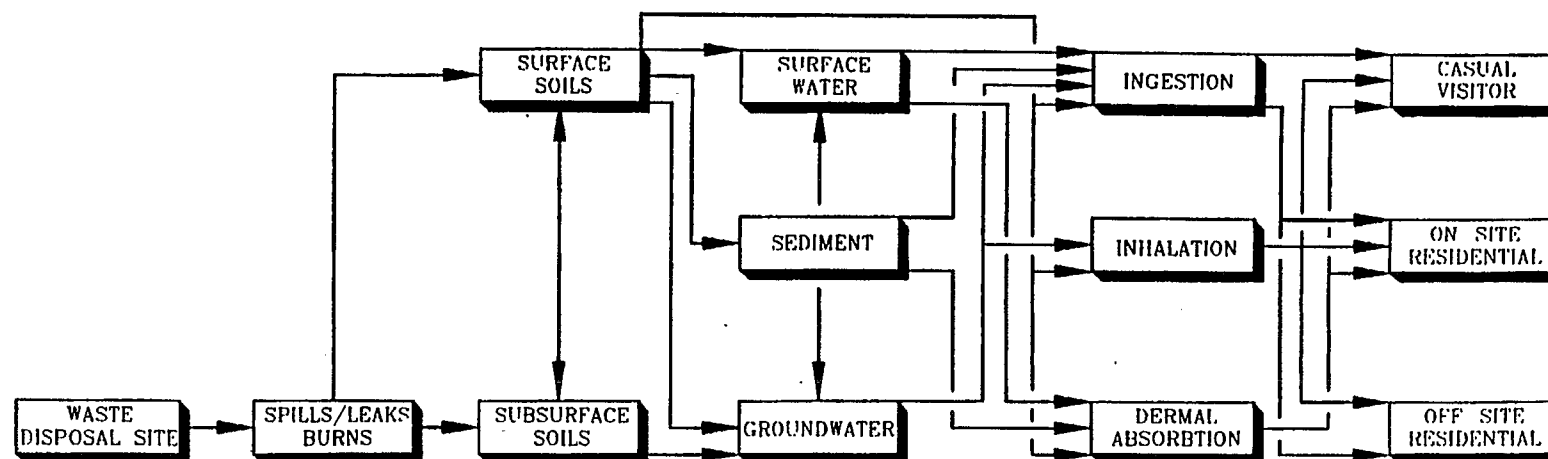 SURFACE
SOILS
SURFACE
WATER
INGESTION
CASUAL
VISITOR
SEDIMENT
INHALATION
ON SITE
RESIDENTIAL
WASTE
DISPOSAL SITE
SPILLS/LEAKS
BURNS
SUBSURFACE
SOILS
GROUNDWATER
DERMAL
ABSORBTION
OFF SITE
RESIDENTIAL